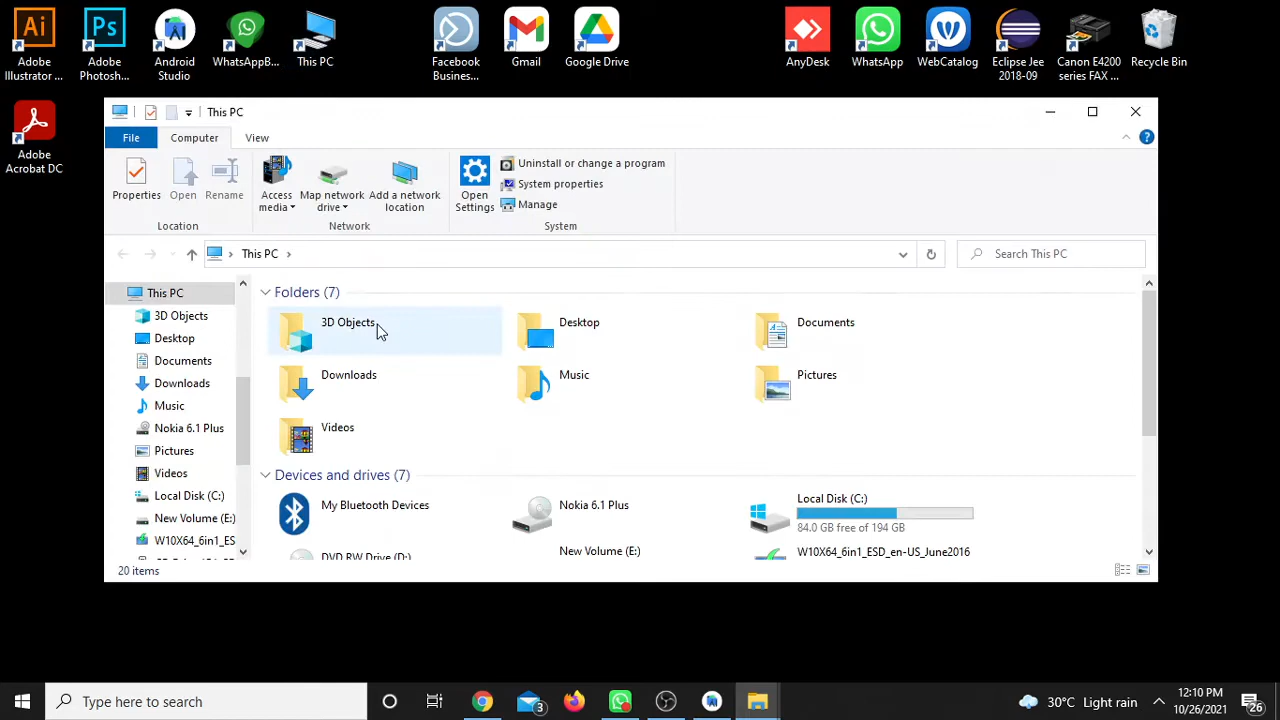 Adobe
Illustrator ...
Adobe
Photosh...
Android
Studio
WhatsAppB...
This PC
Facebook
Busines...
Gmail
Google Drive
AnyDesk
WhatsApp
WebCatalog
Eclipse Jee
2018-09
Canon E4200
series FAX ...
Recycle Bin
Adobe
Acrobat DC
This PC
File
Computer
View
Properties
Open
Rename
Location
Access
media
Map network
drive
Add a network
location
Network
Open
Settings
Uninstall or change a program
System properties
Manage
System
This PC
Search This PC
This PC
3D Objects
Desktop
Documents
Downloads
Music
Nokia 6.1 Plus
Pictures
Videos
Local Disk (C:)
New Volume (E:)
W10X64_6in1_ES
Folders (7)
3D Objects
Desktop
Documents
Downloads
Music
Pictures
Videos
Devices and drives (7)
My Bluetooth Devices
Nokia 6.1 Plus
Local Disk (C:)
84.0 GB free of 194 GB
DVD RW Drive (D:)
New Volume (E:)
W10X64_6in1_ESD_en-US_June2016
20 items
Type here to search
3
30°C Light rain
12:10 PM
10/26/2021
26